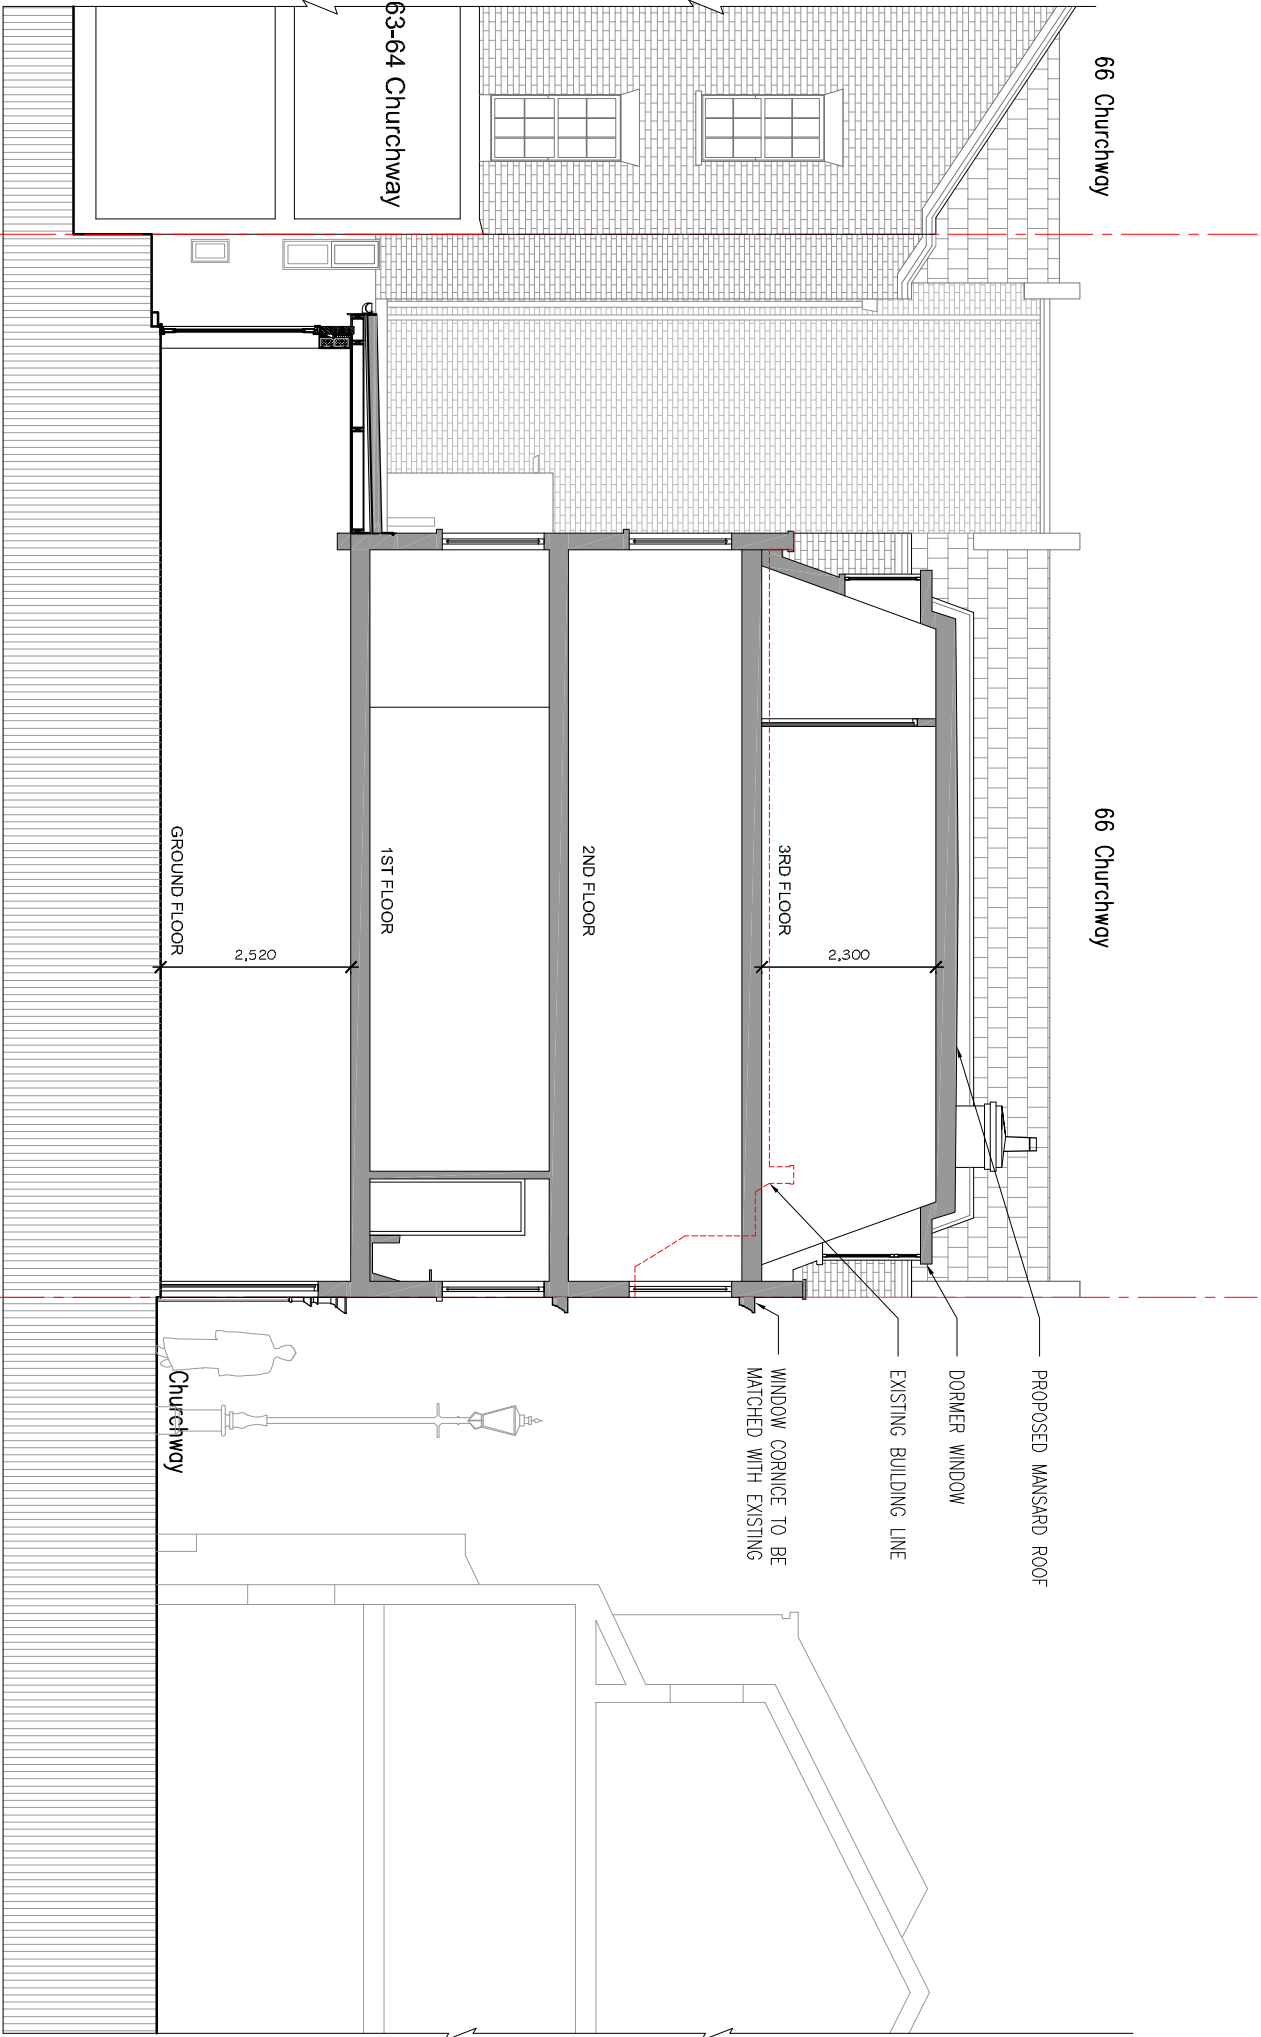 66 Churchway
66 Churchway
63-64 Churchway
PROPOSED MANSARD ROOF
DORMER WINDOW
EXISTING BUILDING LINE
WINDOW CORNICE TO BE
MATCHED WITH EXISTING
3RD FLOOR
2,300
2ND FLOOR
1ST FLOOR
GROUND FLOOR
2,520
Churchway